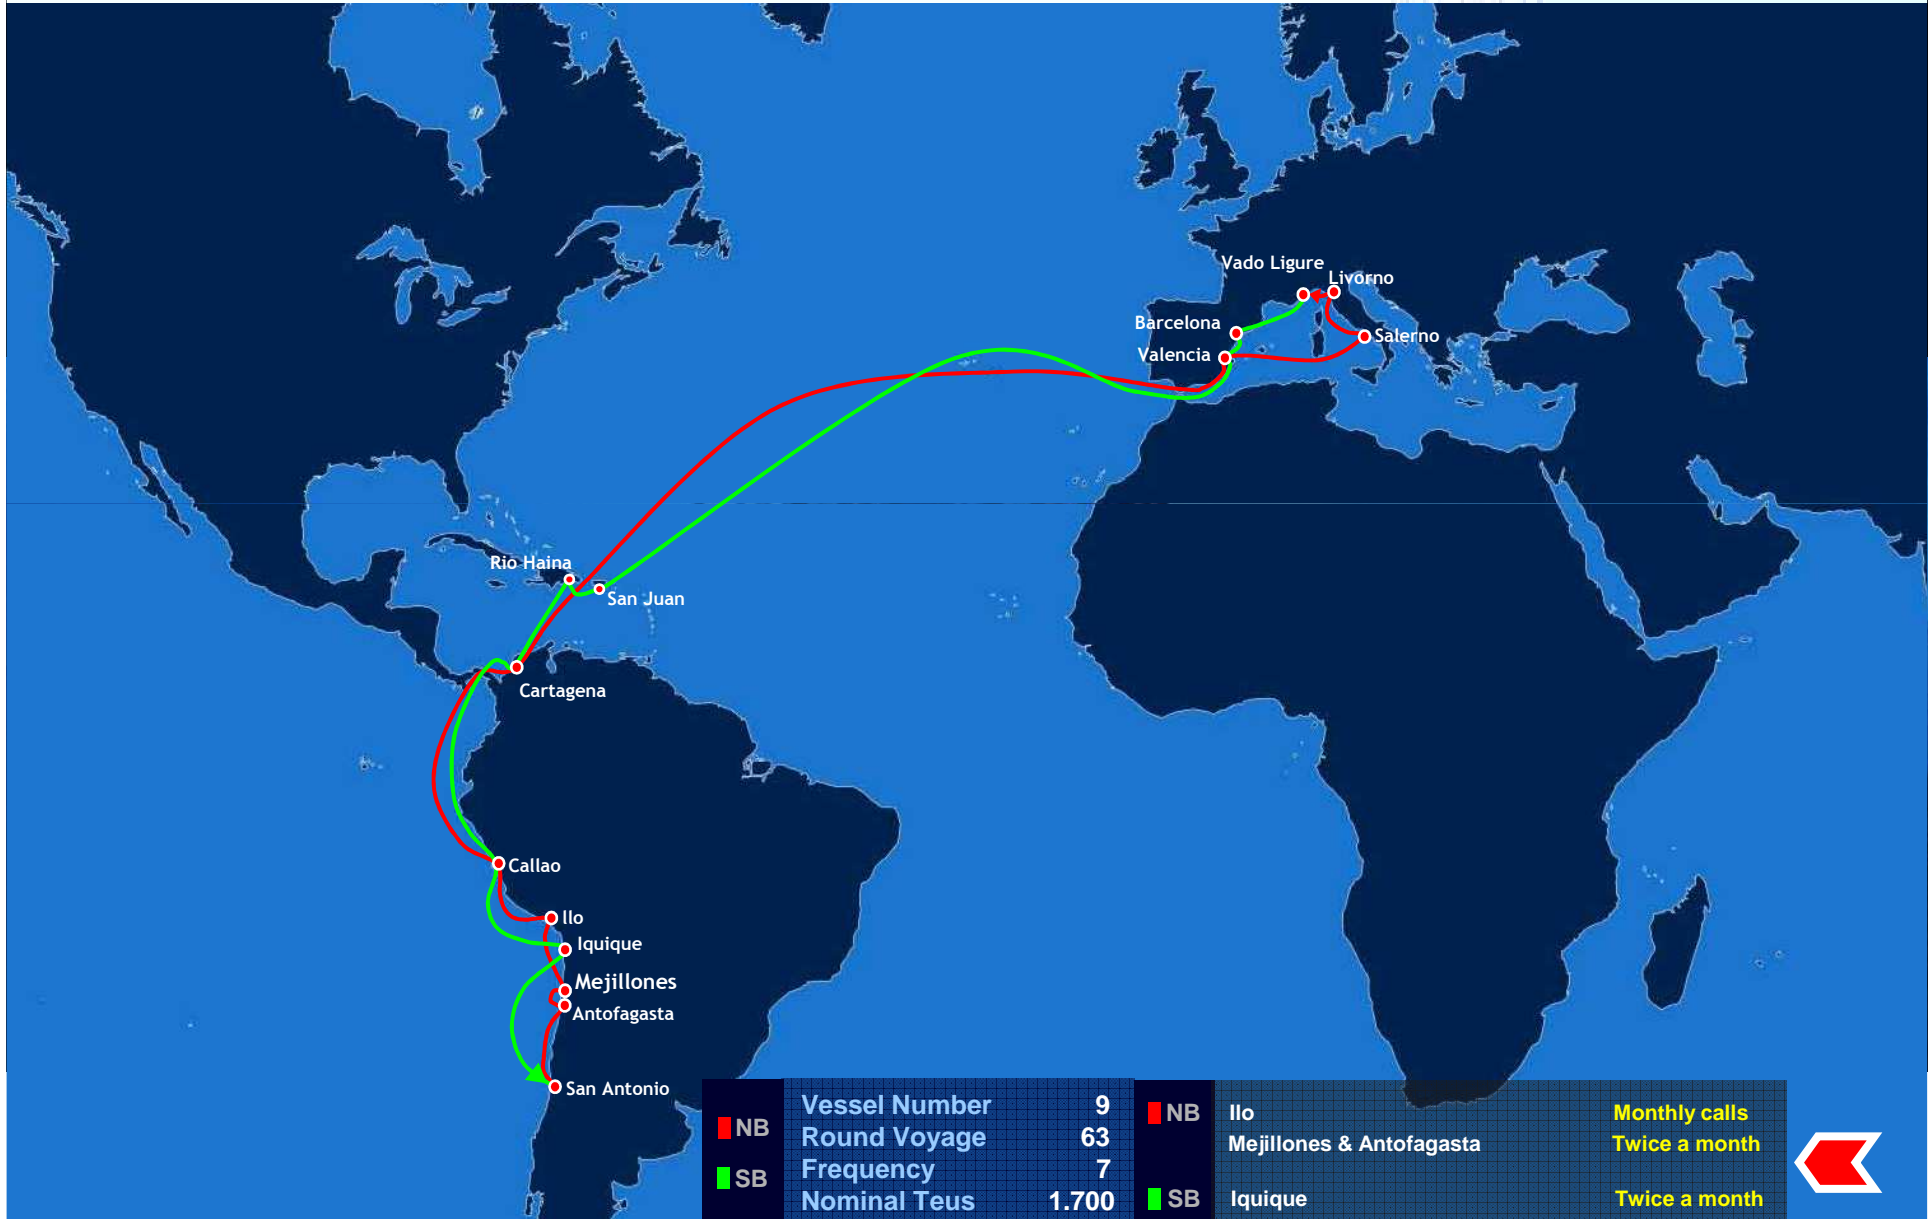 Vado Ligure
Livorno
Barcelona
Salerno
Valencia
Rio Haina
San Juan
Cartagena
Callao
Ilo
Iquique
Mejillones
Antofagasta
San Antonio
NB
SB
Vessel Number 9
Round Voyage 63
Frequency 7
Nominal Teus 1.700
NB Ilo Monthly calls
Mejillones & Antofagasta Twice a month
SB Iquique Twice a month